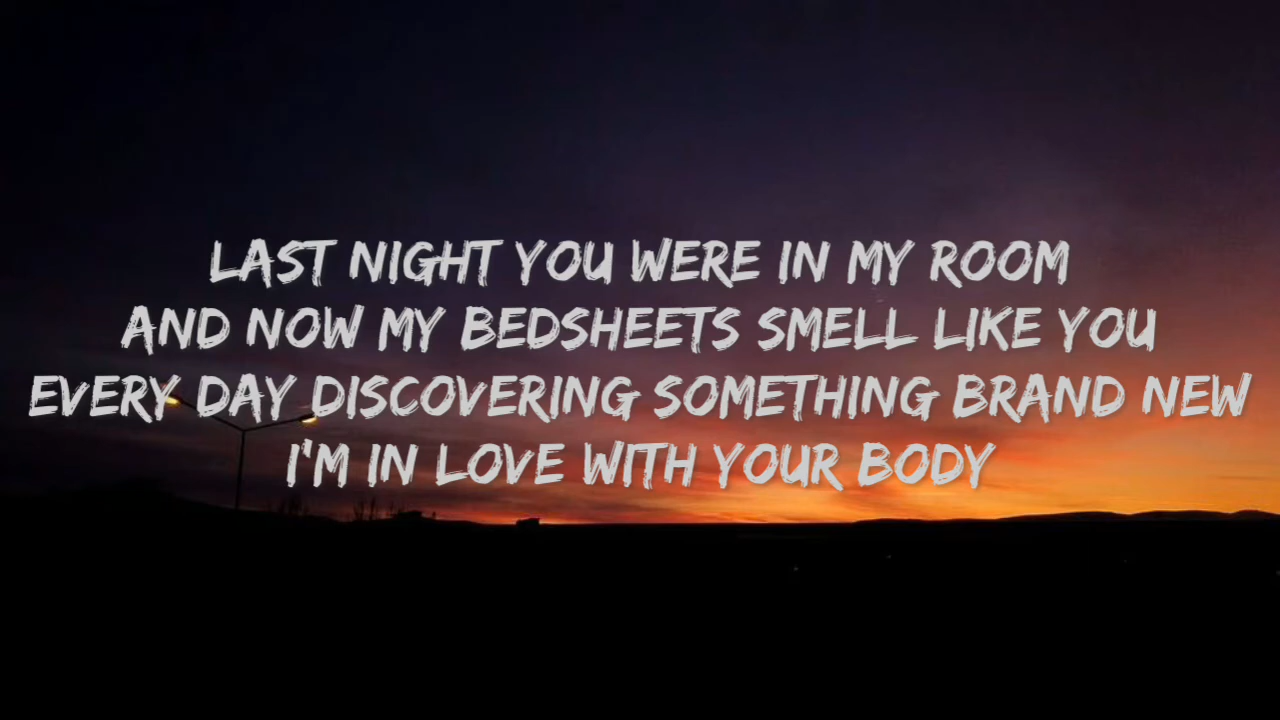 LAST NIGHT YOU WERE IN MY ROOM
AND NOW MY BEDSHEETS SMELL LIKE YOU
EVERY DAY DISCOVERING SOMETHING BRAND NEW
I'M IN LOVE WITH YOUR BODY